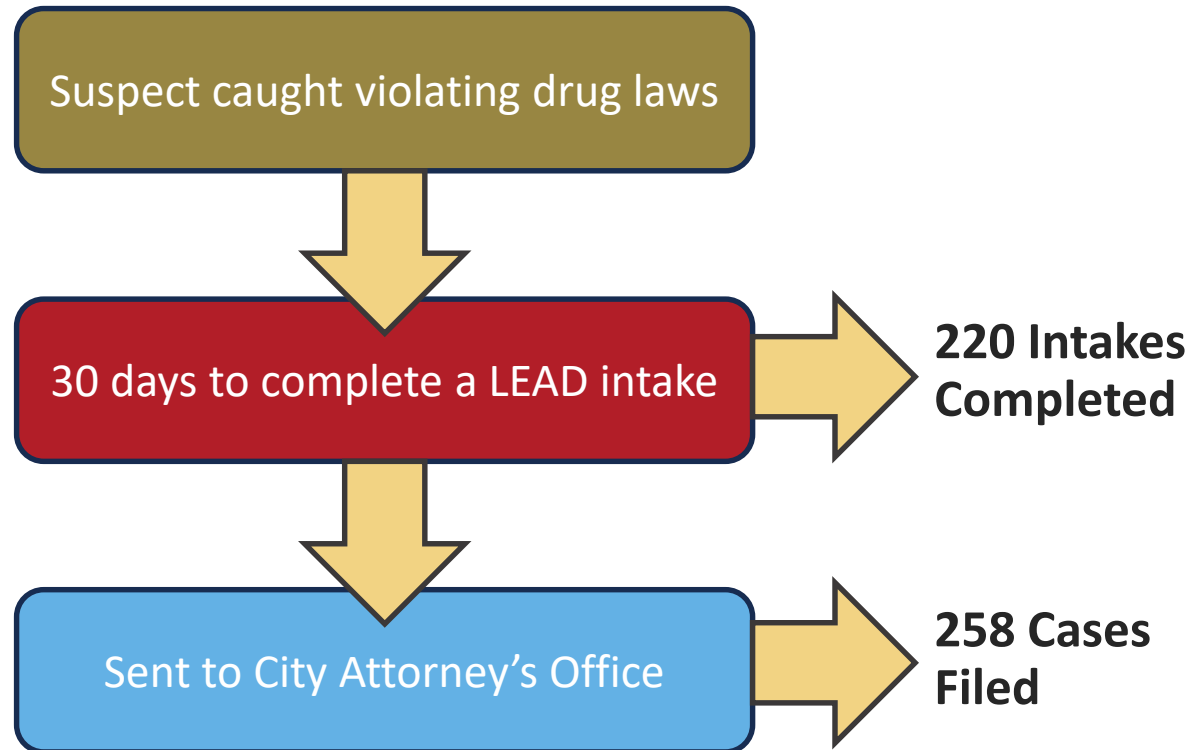 Suspect caught violating drug laws
30 days to complete a LEAD intake
220 Intakes
Completed
Sent to City Attorney’s Office
258 Cases
Filed